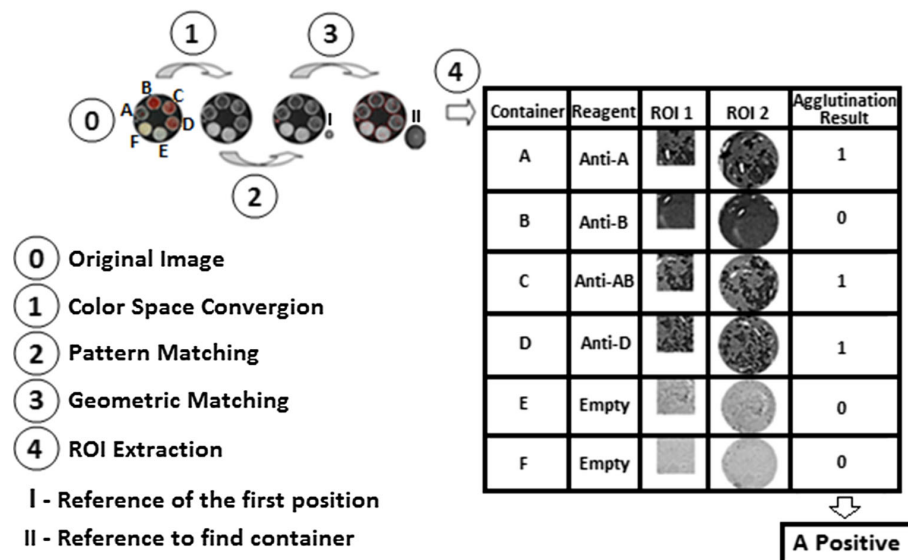 1
3
4
0
B
C
A
D
F
E
I
II
2
Container Reagent ROI 1 ROI 2 Agglutination Result
A Anti-A 1
B Anti-B 0
C Anti-AB 1
D Anti-D 1
E Empty 0
F Empty 0
A Positive
0 Original Image
1 Color Space Convergion
2 Pattern Matching
3 Geometric Matching
4 ROI Extraction
I - Reference of the first position
II - Reference to find container